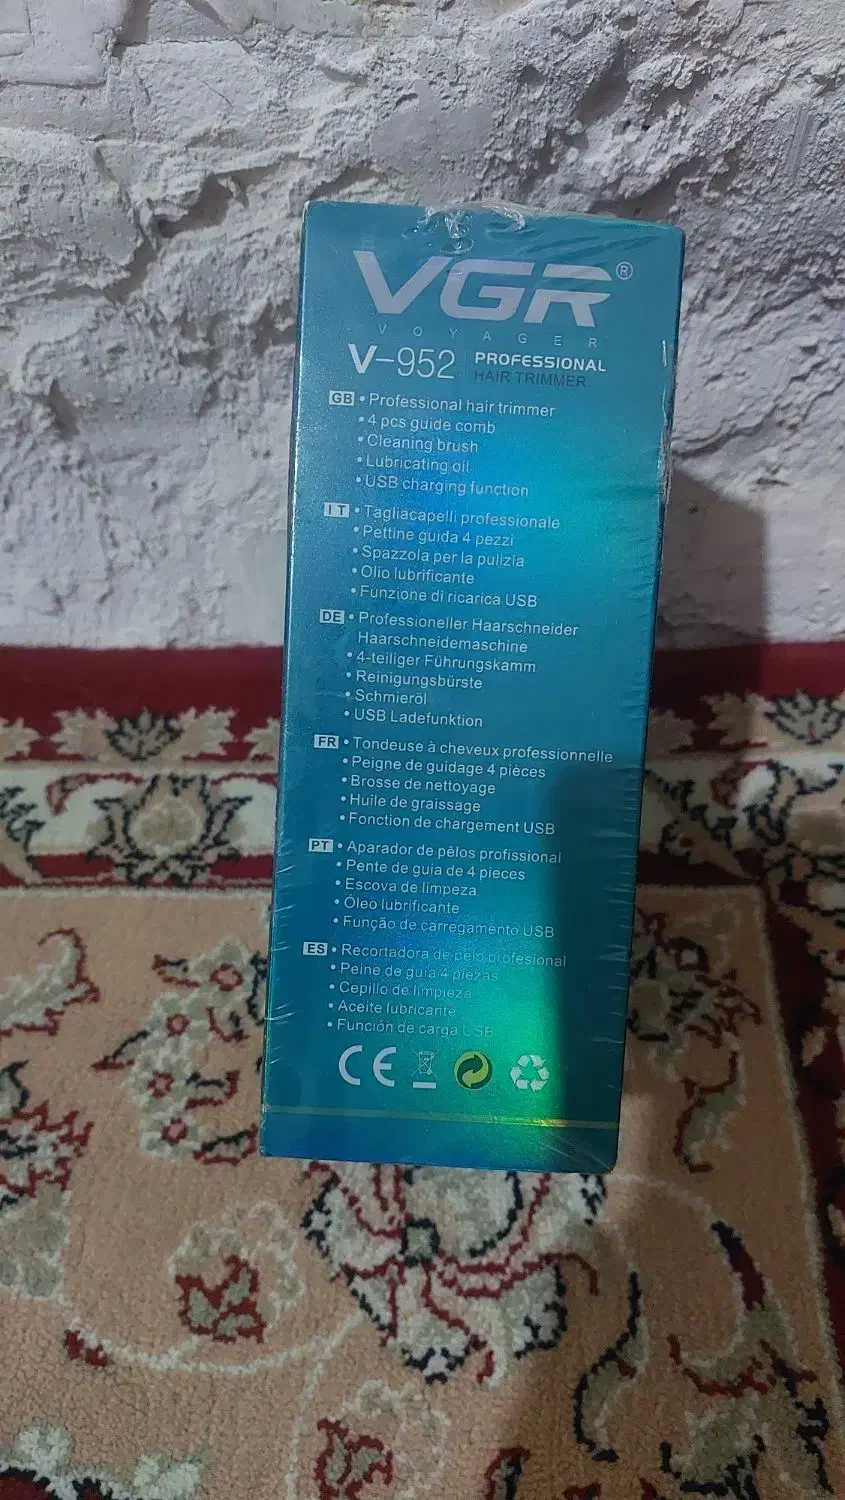 VGR®
VOYAGER
V-952 PROFESSIONAL
HAIR TRIMMER
GB • Professional hair trimmer
• 4 pcs guide comb
• Cleaning brush
• Lubricating oil
• USB charging function
IT • Tagliacapelli professionale
• Pettine guida 4 pezzi
• Spazzola per la pulizia
• Olio lubrificante
• Funzione di ricarica USB
DE • Professioneller Haarschneider
Haarschneidemaschine
• 4-teiliger Führungskamm
• Reinigungsbürste
• Schmieröl
• USB Ladefunktion
FR • Tondeuse à cheveux professionnelle
• Peigne de guidage 4 pièces
• Brosse de nettoyage
• Huile de graissage
• Fonction de chargement USB
PT • Aparador de pêlos profissional
• Pente de guia de 4 pieces
• Escova de limpeza
• Óleo lubrificante
• Função de carregamento USB
ES • Recortadora de pelo profesional
• Peine de guía 4 piezas
• Cepillo de limpieza
• Aceite lubricante
• Función de carga USB
CE